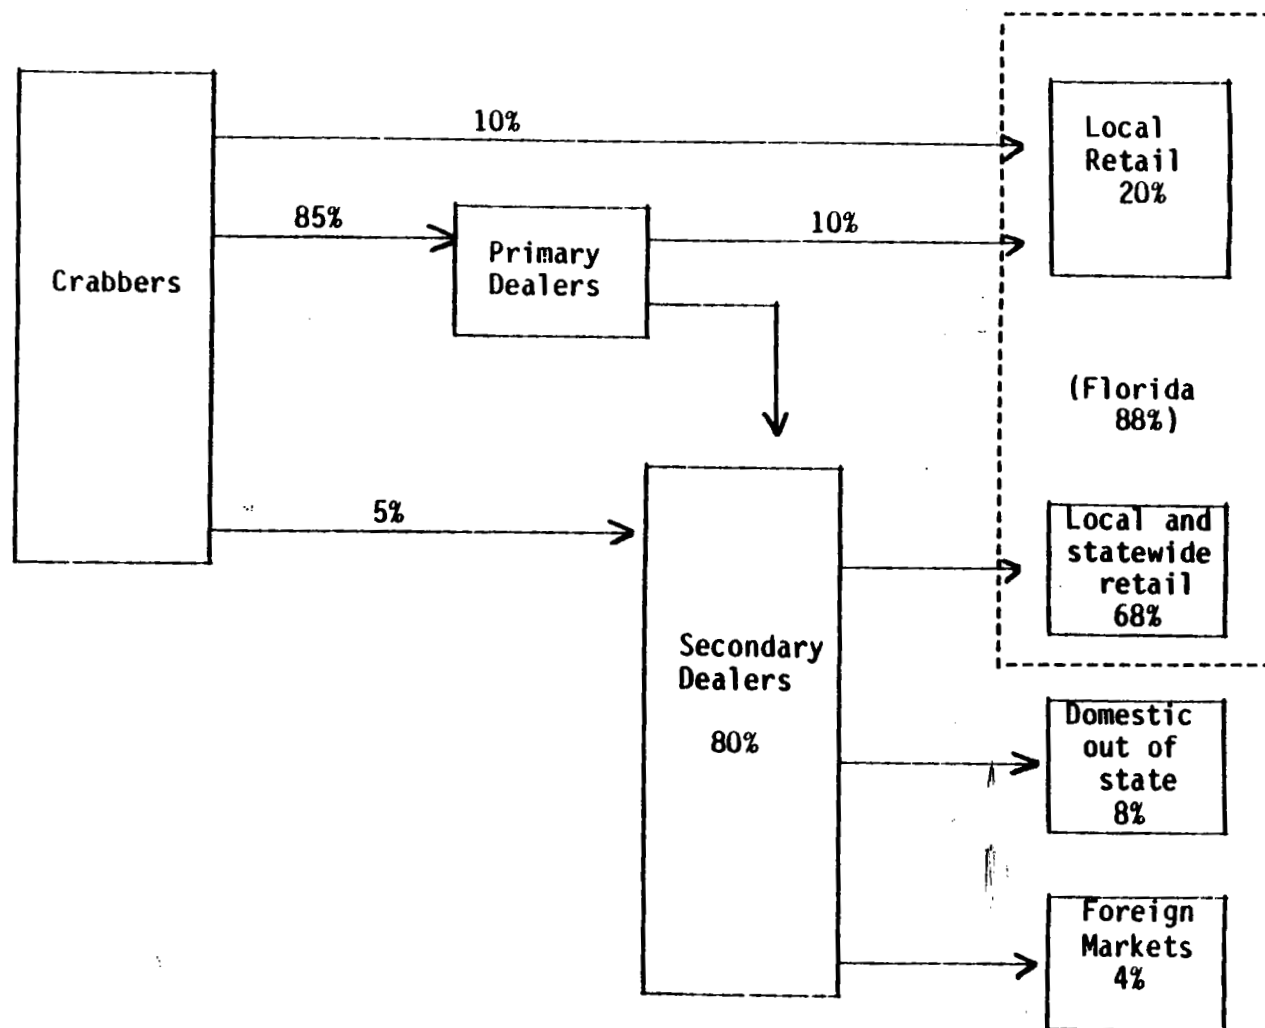 10%
Local
Retail
20%
85%
10%
Primary
Dealers
Crabbers
(Florida
88%)
5%
Local and
statewide
retail
68%
Secondary
Dealers
80%
Domestic
out of
state
8%
Foreign
Markets
4%